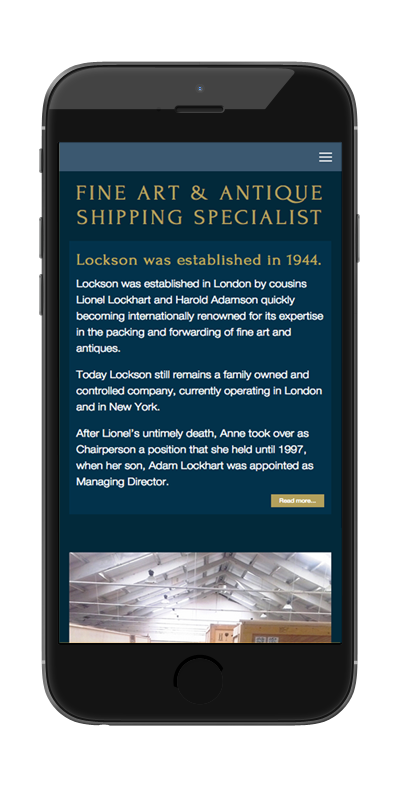 FINE ART & ANTIQUE
SHIPPING SPECIALIST
Lockson was established in 1944.
Lockson was established in London by cousins
Lionel Lockhart and Harold Adamson quickly
becoming internationally renowned for its expertise
in the packing and forwarding of fine art and
antiques.
Today Lockson still remains a family owned and
controlled company, currently operating in London
and in New York.
After Lionel's untimely death, Anne took over as
Chairperson a position that she held until 1997,
when her son, Adam Lockhart was appointed as
Managing Director.
Read more...